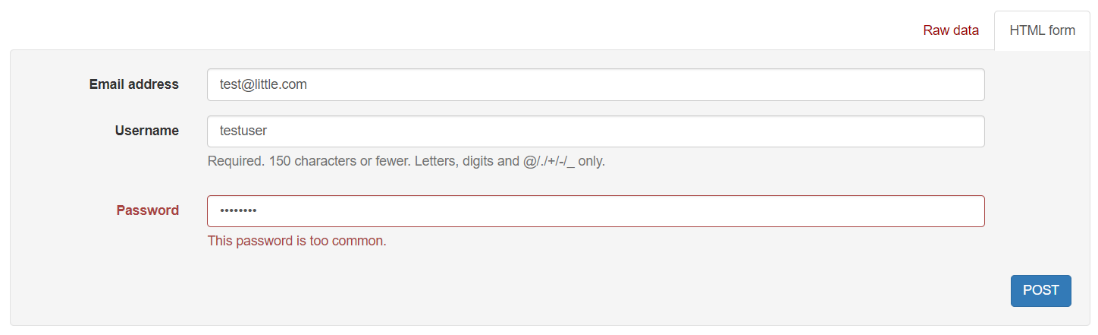 Raw data HTML form
Email address test@little.com
Username testuser
Required. 150 characters or fewer. Letters, digits and @/./+/-/_ only.
Password ••••••••
This password is too common.
POST